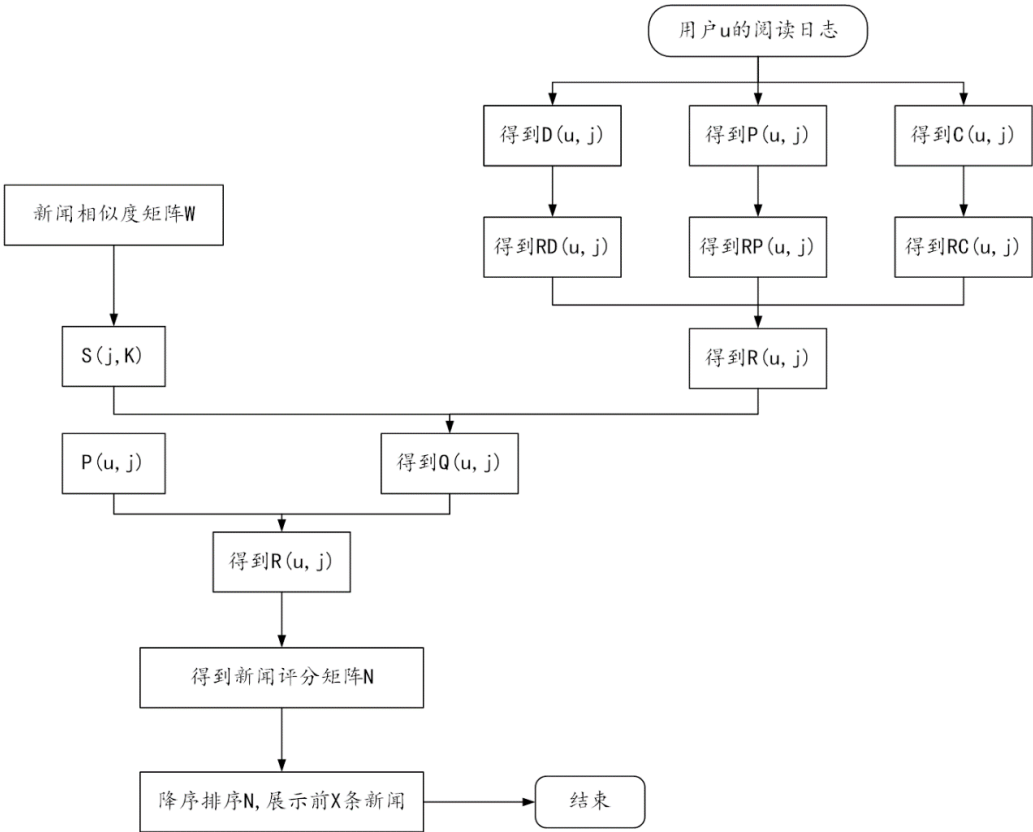 用户u的阅读日志
得到D(u,j)
得到P(u,j)
得到C(u,j)
新闻相似度矩阵W
得到RD(u,j)
得到RP(u,j)
得到RC(u,j)
S(j,K)
得到R(u,j)
P(u,j)
得到Q(u,j)
得到R(u,j)
得到新闻评分矩阵N
降序排序N,展示前X条新闻
结束